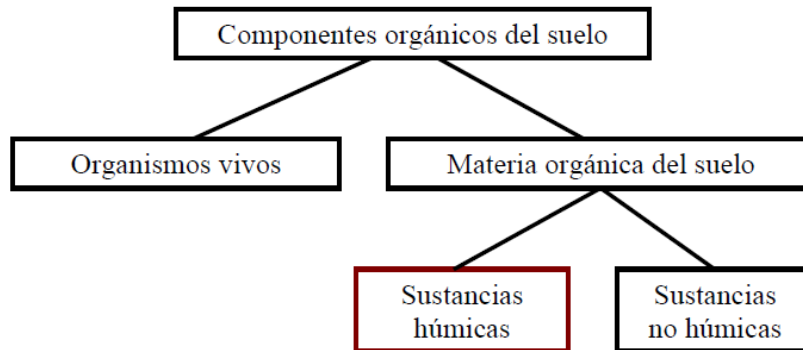 Componentes orgánicos del suelo
Organismos vivos
Materia orgánica del suelo
Sustancias
húmicas
Sustancias
no húmicas